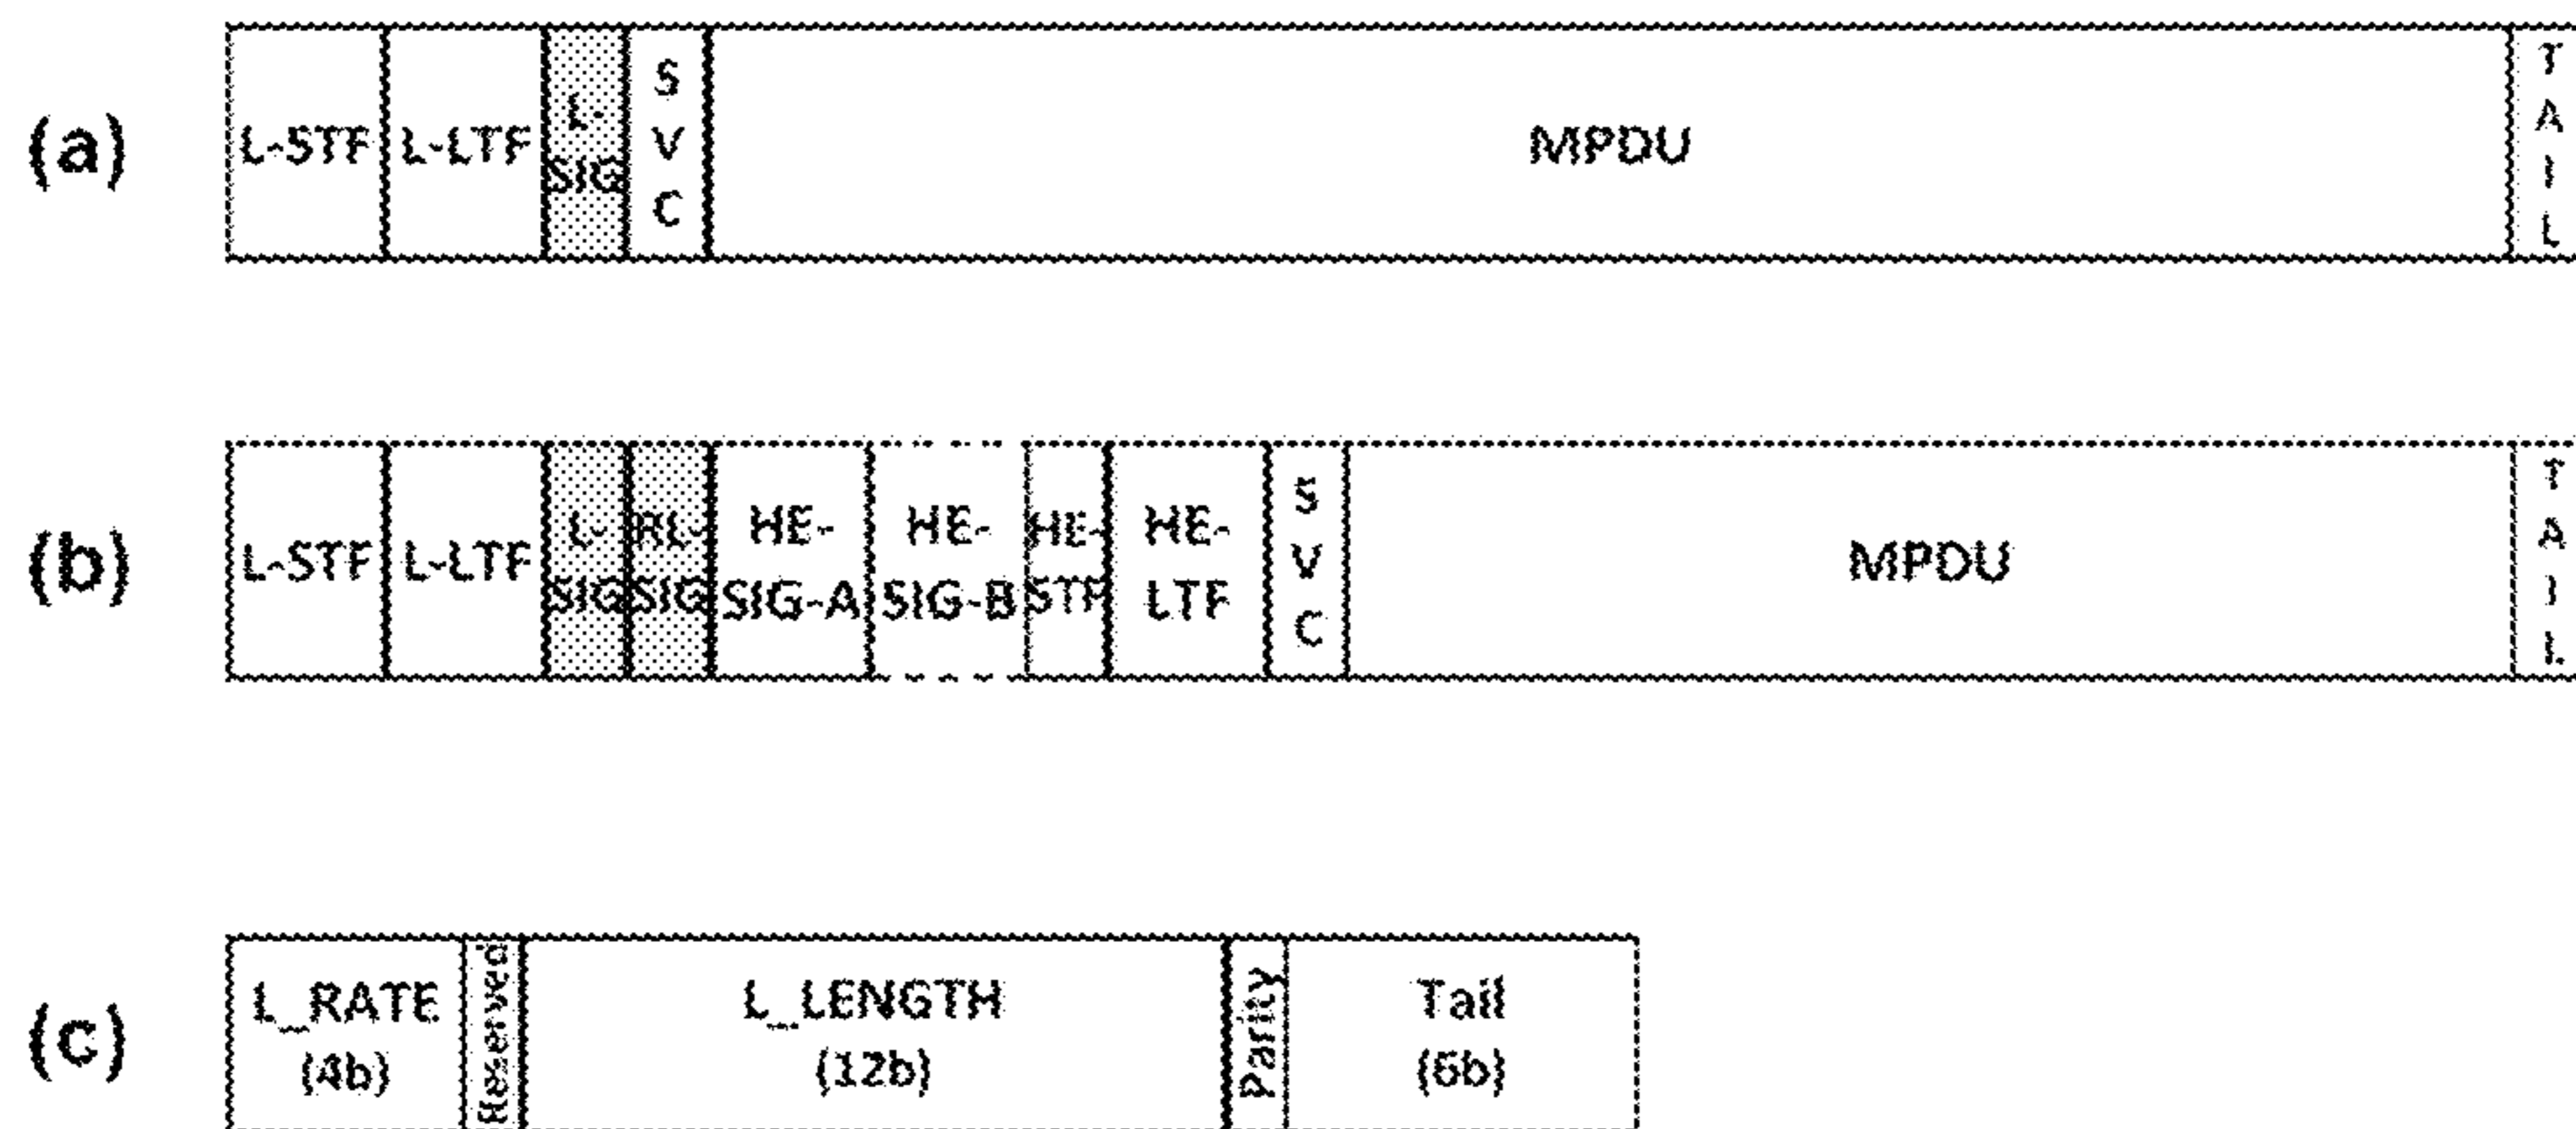 (a)
L-STF
L-LTF
L-
SIG
S
V
C
MPDU
T
A
I
L
(b)
L-STF
L-LTF
L-
SIG
RL-
SIG
HE-
SIG-A
HE-
SIG-B
HE-
STF
HE-
LTF
S
V
C
MPDU
T
A
I
L
(c)
L_RATE
(4b)
Reserved
L_LENGTH
(12b)
Parity
Tail
(6b)